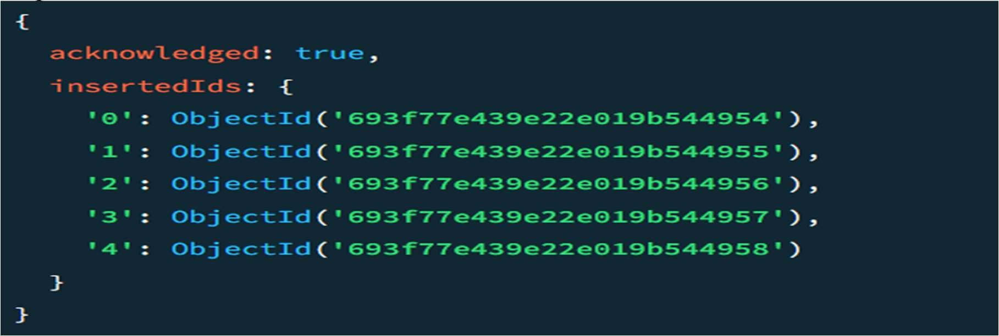 {
acknowledged: true,
insertedIds: {
'0': ObjectId('693f77e439e22e019b544954'),
'1': ObjectId('693f77e439e22e019b544955'),
'2': ObjectId('693f77e439e22e019b544956'),
'3': ObjectId('693f77e439e22e019b544957'),
'4': ObjectId('693f77e439e22e019b544958')
}
}